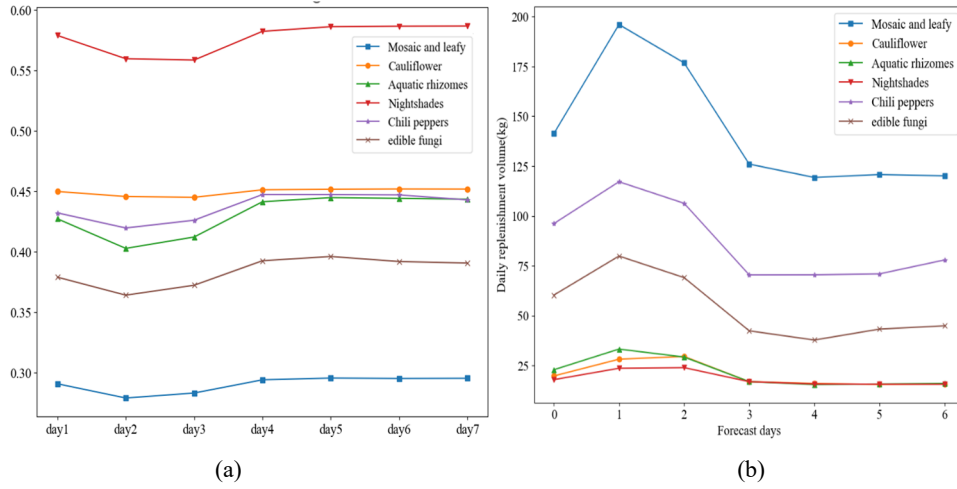 0.60
0.55
0.50
0.45
0.40
0.35
0.30
day1 day2 day3 day4 day5 day6 day7
Mosaic and leafy
Cauliflower
Aquatic rhizomes
Nightshades
Chili peppers
edible fungi
(a)
Daily replenishment volume(kg)
200
175
150
125
100
75
50
25
0 1 2 3 4 5 6
Forecast days
Mosaic and leafy
Cauliflower
Aquatic rhizomes
Nightshades
Chili peppers
edible fungi
(b)